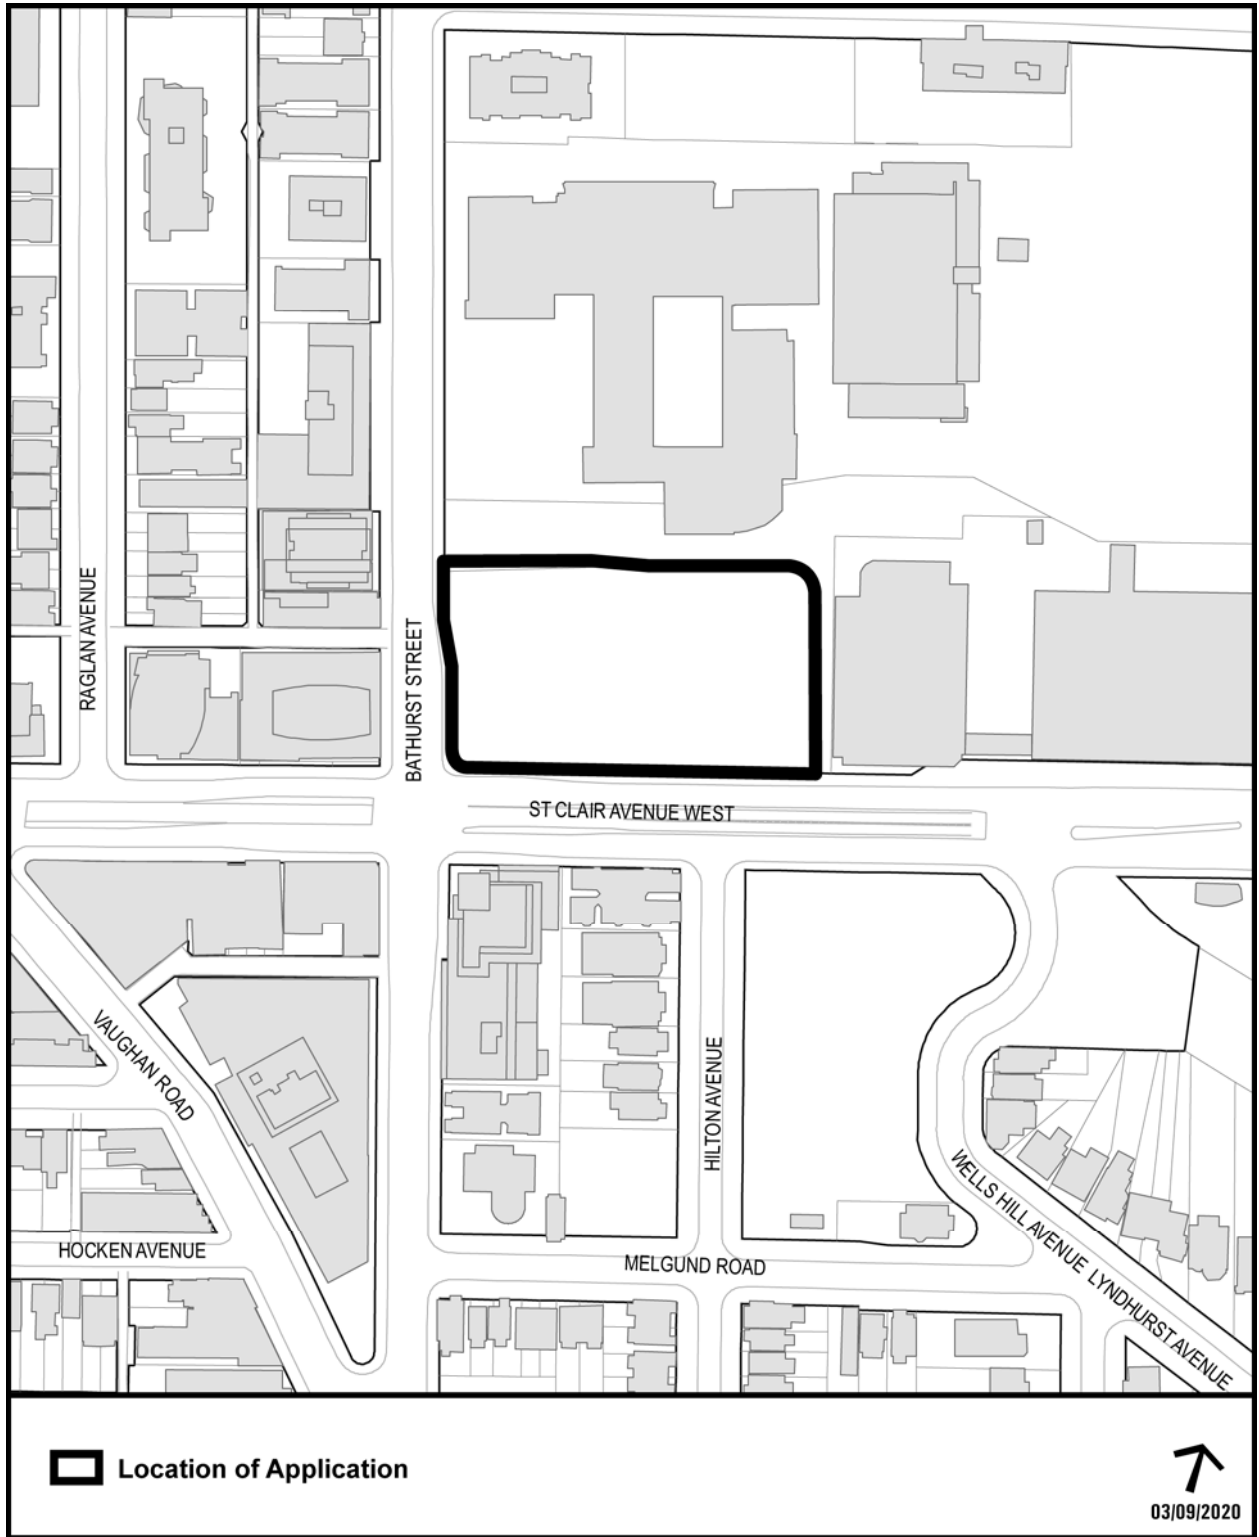 RAGLAN AVENUE
BATHURST STREET
ST CLAIR AVENUE WEST
VAUGHAN ROAD
HILTON AVENUE
WELLS HILL AVENUE
LYNDHURST AVENUE
HOCKEN AVENUE
MELGUND ROAD
Location of Application
03/09/2020